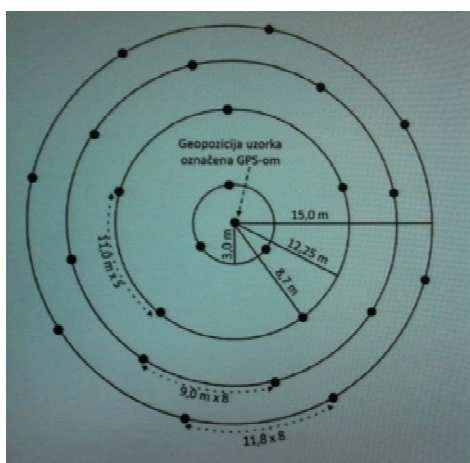 Geopozicija uzorka
označena GPS-om
15,0 m
12,25 m
8,7 m
3,0 m
11,0 m x 5
9,0 m x 8
11,8 x 8